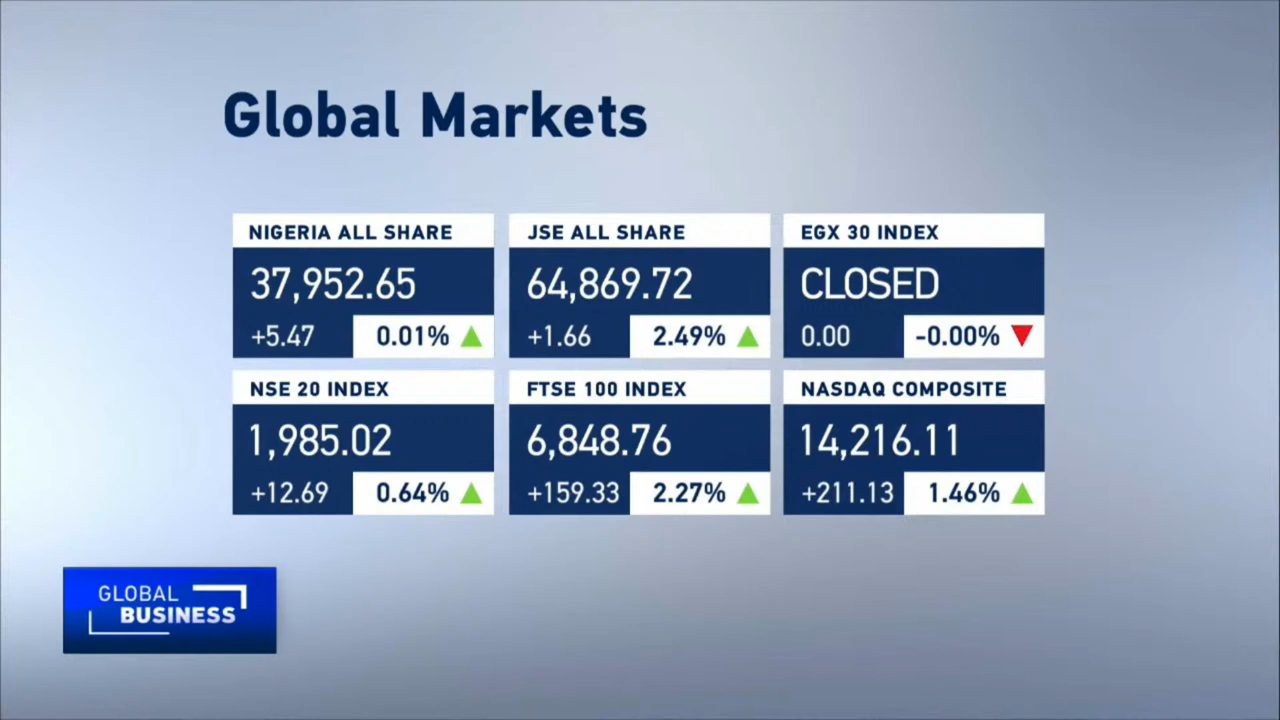 Global Markets
NIGERIA ALL SHARE
37,952.65
+5.47 0.01%
JSE ALL SHARE
64,869.72
+1.66 2.49%
EGX 30 INDEX
CLOSED
0.00 -0.00%
NSE 20 INDEX
1,985.02
+12.69 0.64%
FTSE 100 INDEX
6,848.76
+159.33 2.27%
NASDAQ COMPOSITE
14,216.11
+211.13 1.46%
GLOBAL
BUSINESS